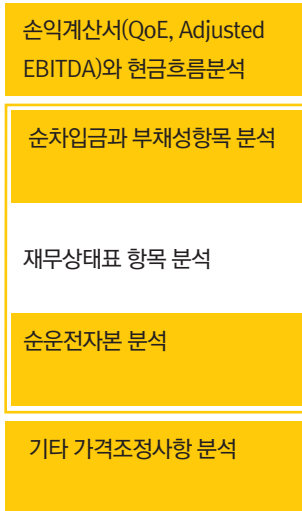 손익계산서(QoE, Adjusted
EBITDA)와 현금흐름분석
순차입금과 부채성항목 분석
재무상태표 항목 분석
순운전자본 분석
기타 가격조정사항 분석